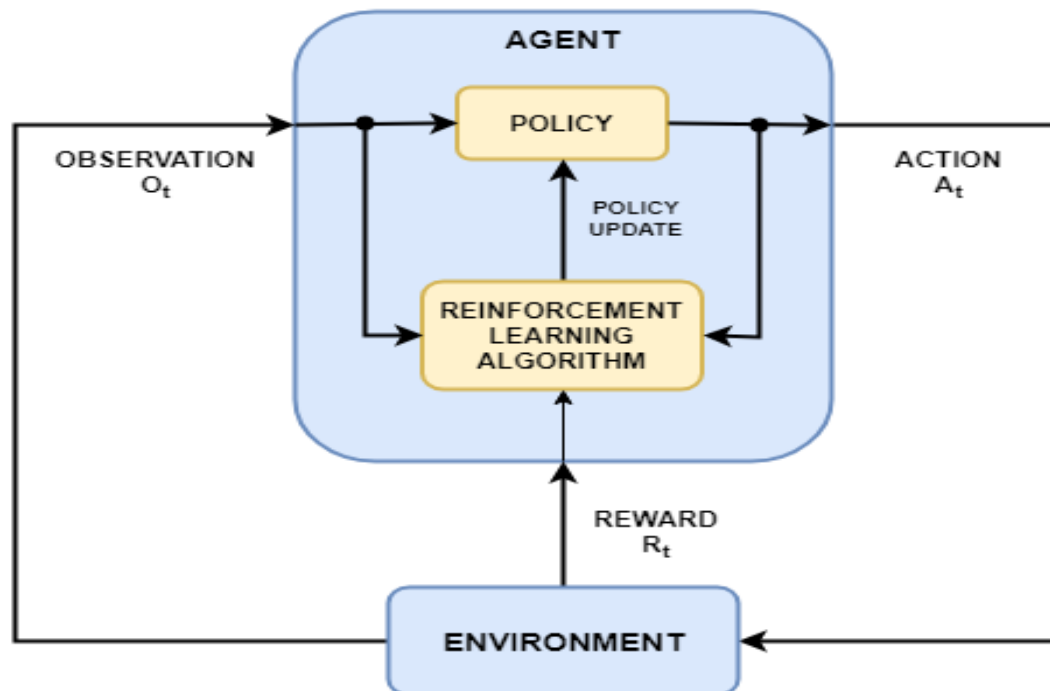 AGENT
POLICY
OBSERVATION
Oₜ
ACTION
Aₜ
POLICY
UPDATE
REINFORCEMENT
LEARNING
ALGORITHM
REWARD
Rₜ
ENVIRONMENT